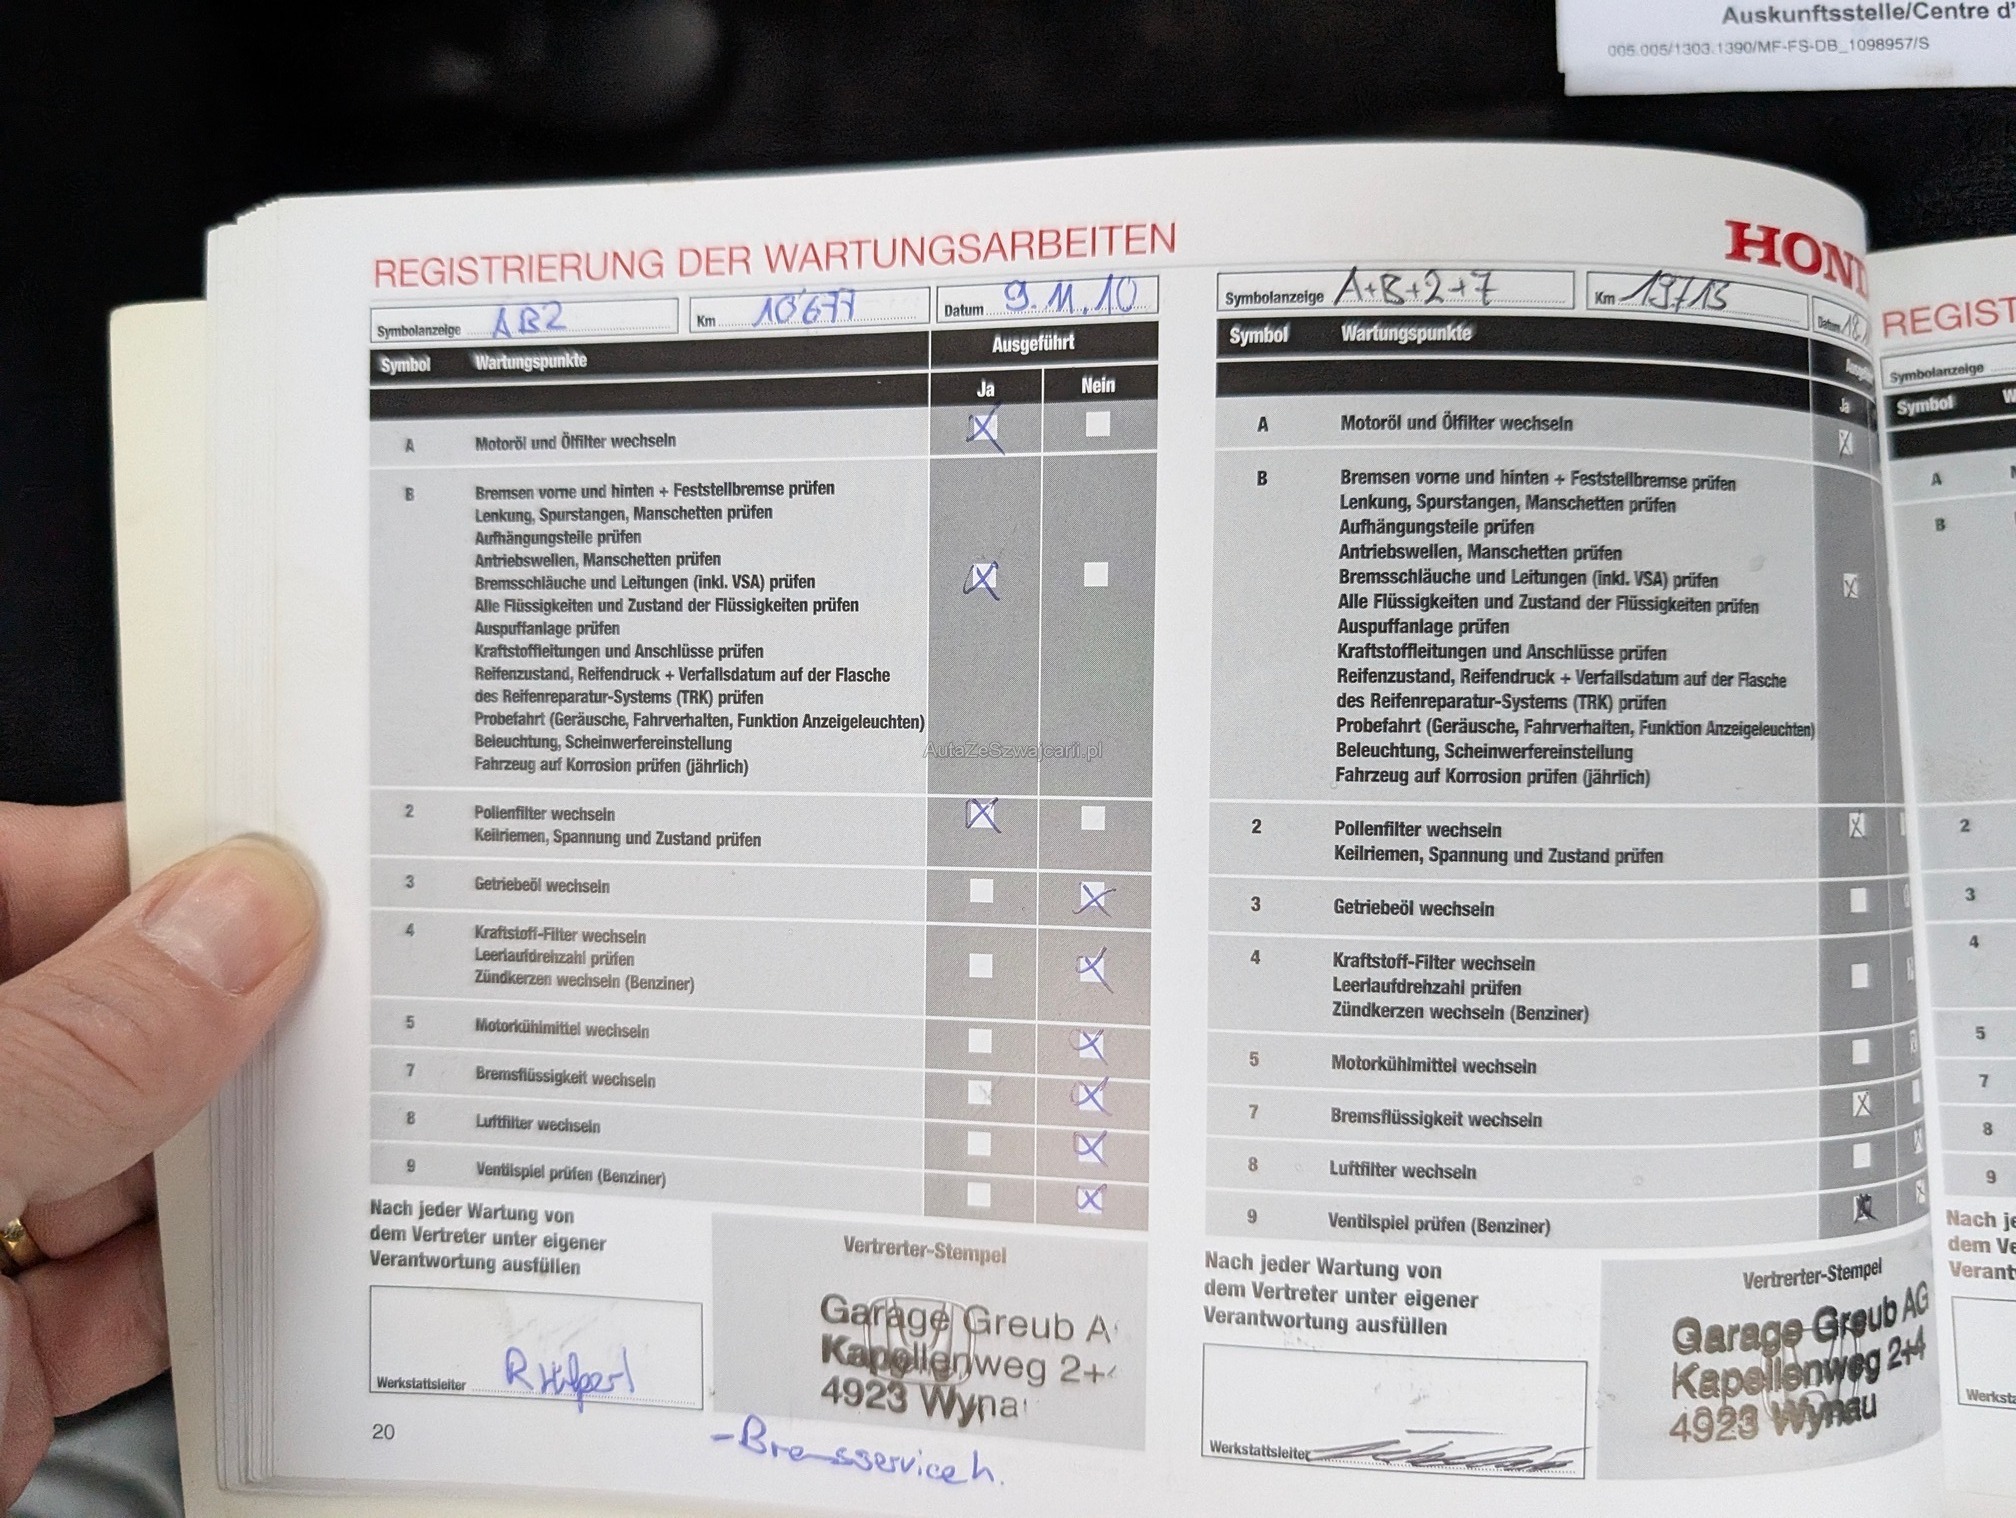 Auskunftsstelle/Centre d'
005.005/1303.1390/MF-FS-DB_1098957/S
REGISTRIERUNG DER WARTUNGSARBEITEN
HOND
Symbolanzeige AB2
Km 10'677
Datum 9.11.10
Symbol Wartungspunkte Ausgeführt
Ja Nein
A Motoröl und Ölfilter wechseln
B Bremsen vorne und hinten + Feststellbremse prüfen
Lenkung, Spurstangen, Manschetten prüfen
Aufhängungsteile prüfen
Antriebswellen, Manschetten prüfen
Bremsschläuche und Leitungen (inkl. VSA) prüfen
Alle Flüssigkeiten und Zustand der Flüssigkeiten prüfen
Auspuffanlage prüfen
Kraftstoffleitungen und Anschlüsse prüfen
Reifenzustand, Reifendruck + Verfallsdatum auf der Flasche
des Reifenreparatur-Systems (TRK) prüfen
Probefahrt (Geräusche, Fahrverhalten, Funktion Anzeigeleuchten)
Beleuchtung, Scheinwerfereinstellung
Fahrzeug auf Korrosion prüfen (jährlich)
2 Pollenfilter wechseln
Keilriemen, Spannung und Zustand prüfen
3 Getriebeöl wechseln
4 Kraftstoff-Filter wechseln
Leerlaufdrehzahl prüfen
Zündkerzen wechseln (Benziner)
5 Motorkühlmittel wechseln
7 Bremsflüssigkeit wechseln
8 Luftfilter wechseln
9 Ventilspiel prüfen (Benziner)
Nach jeder Wartung von
dem Vertreter unter eigener
Verantwortung ausfüllen
Vertrerter-Stempel
Garage Greub A
Kapellenweg 2+
4923 Wynau
Werkstattsleiter
20
-Bremsservice h.
Symbolanzeige A+B+2+7
Km 19713
Datum 18.
Symbol Wartungspunkte
Ja
A Motoröl und Ölfilter wechseln
B Bremsen vorne und hinten + Feststellbremse prüfen
Lenkung, Spurstangen, Manschetten prüfen
Aufhängungsteile prüfen
Antriebswellen, Manschetten prüfen
Bremsschläuche und Leitungen (inkl. VSA) prüfen
Alle Flüssigkeiten und Zustand der Flüssigkeiten prüfen
Auspuffanlage prüfen
Kraftstoffleitungen und Anschlüsse prüfen
Reifenzustand, Reifendruck + Verfallsdatum auf der Flasche
des Reifenreparatur-Systems (TRK) prüfen
Probefahrt (Geräusche, Fahrverhalten, Funktion Anzeigeleuchten)
Beleuchtung, Scheinwerfereinstellung
Fahrzeug auf Korrosion prüfen (jährlich)
2 Pollenfilter wechseln
Keilriemen, Spannung und Zustand prüfen
3 Getriebeöl wechseln
4 Kraftstoff-Filter wechseln
Leerlaufdrehzahl prüfen
Zündkerzen wechseln (Benziner)
5 Motorkühlmittel wechseln
7 Bremsflüssigkeit wechseln
8 Luftfilter wechseln
9 Ventilspiel prüfen (Benziner)
Nach jeder Wartung von
dem Vertreter unter eigener
Verantwortung ausfüllen
Vertrerter-Stempel
Garage Greub AG
Kapellenweg 2+4
4923 Wynau
Werkstattsleiter
REGIST
Symbolanzeige
Symbol W
A
B
2
3
4
5
7
8
9
Nach je
dem Ve
Verant
Werksta
AutaZeSzwajcarii.pl